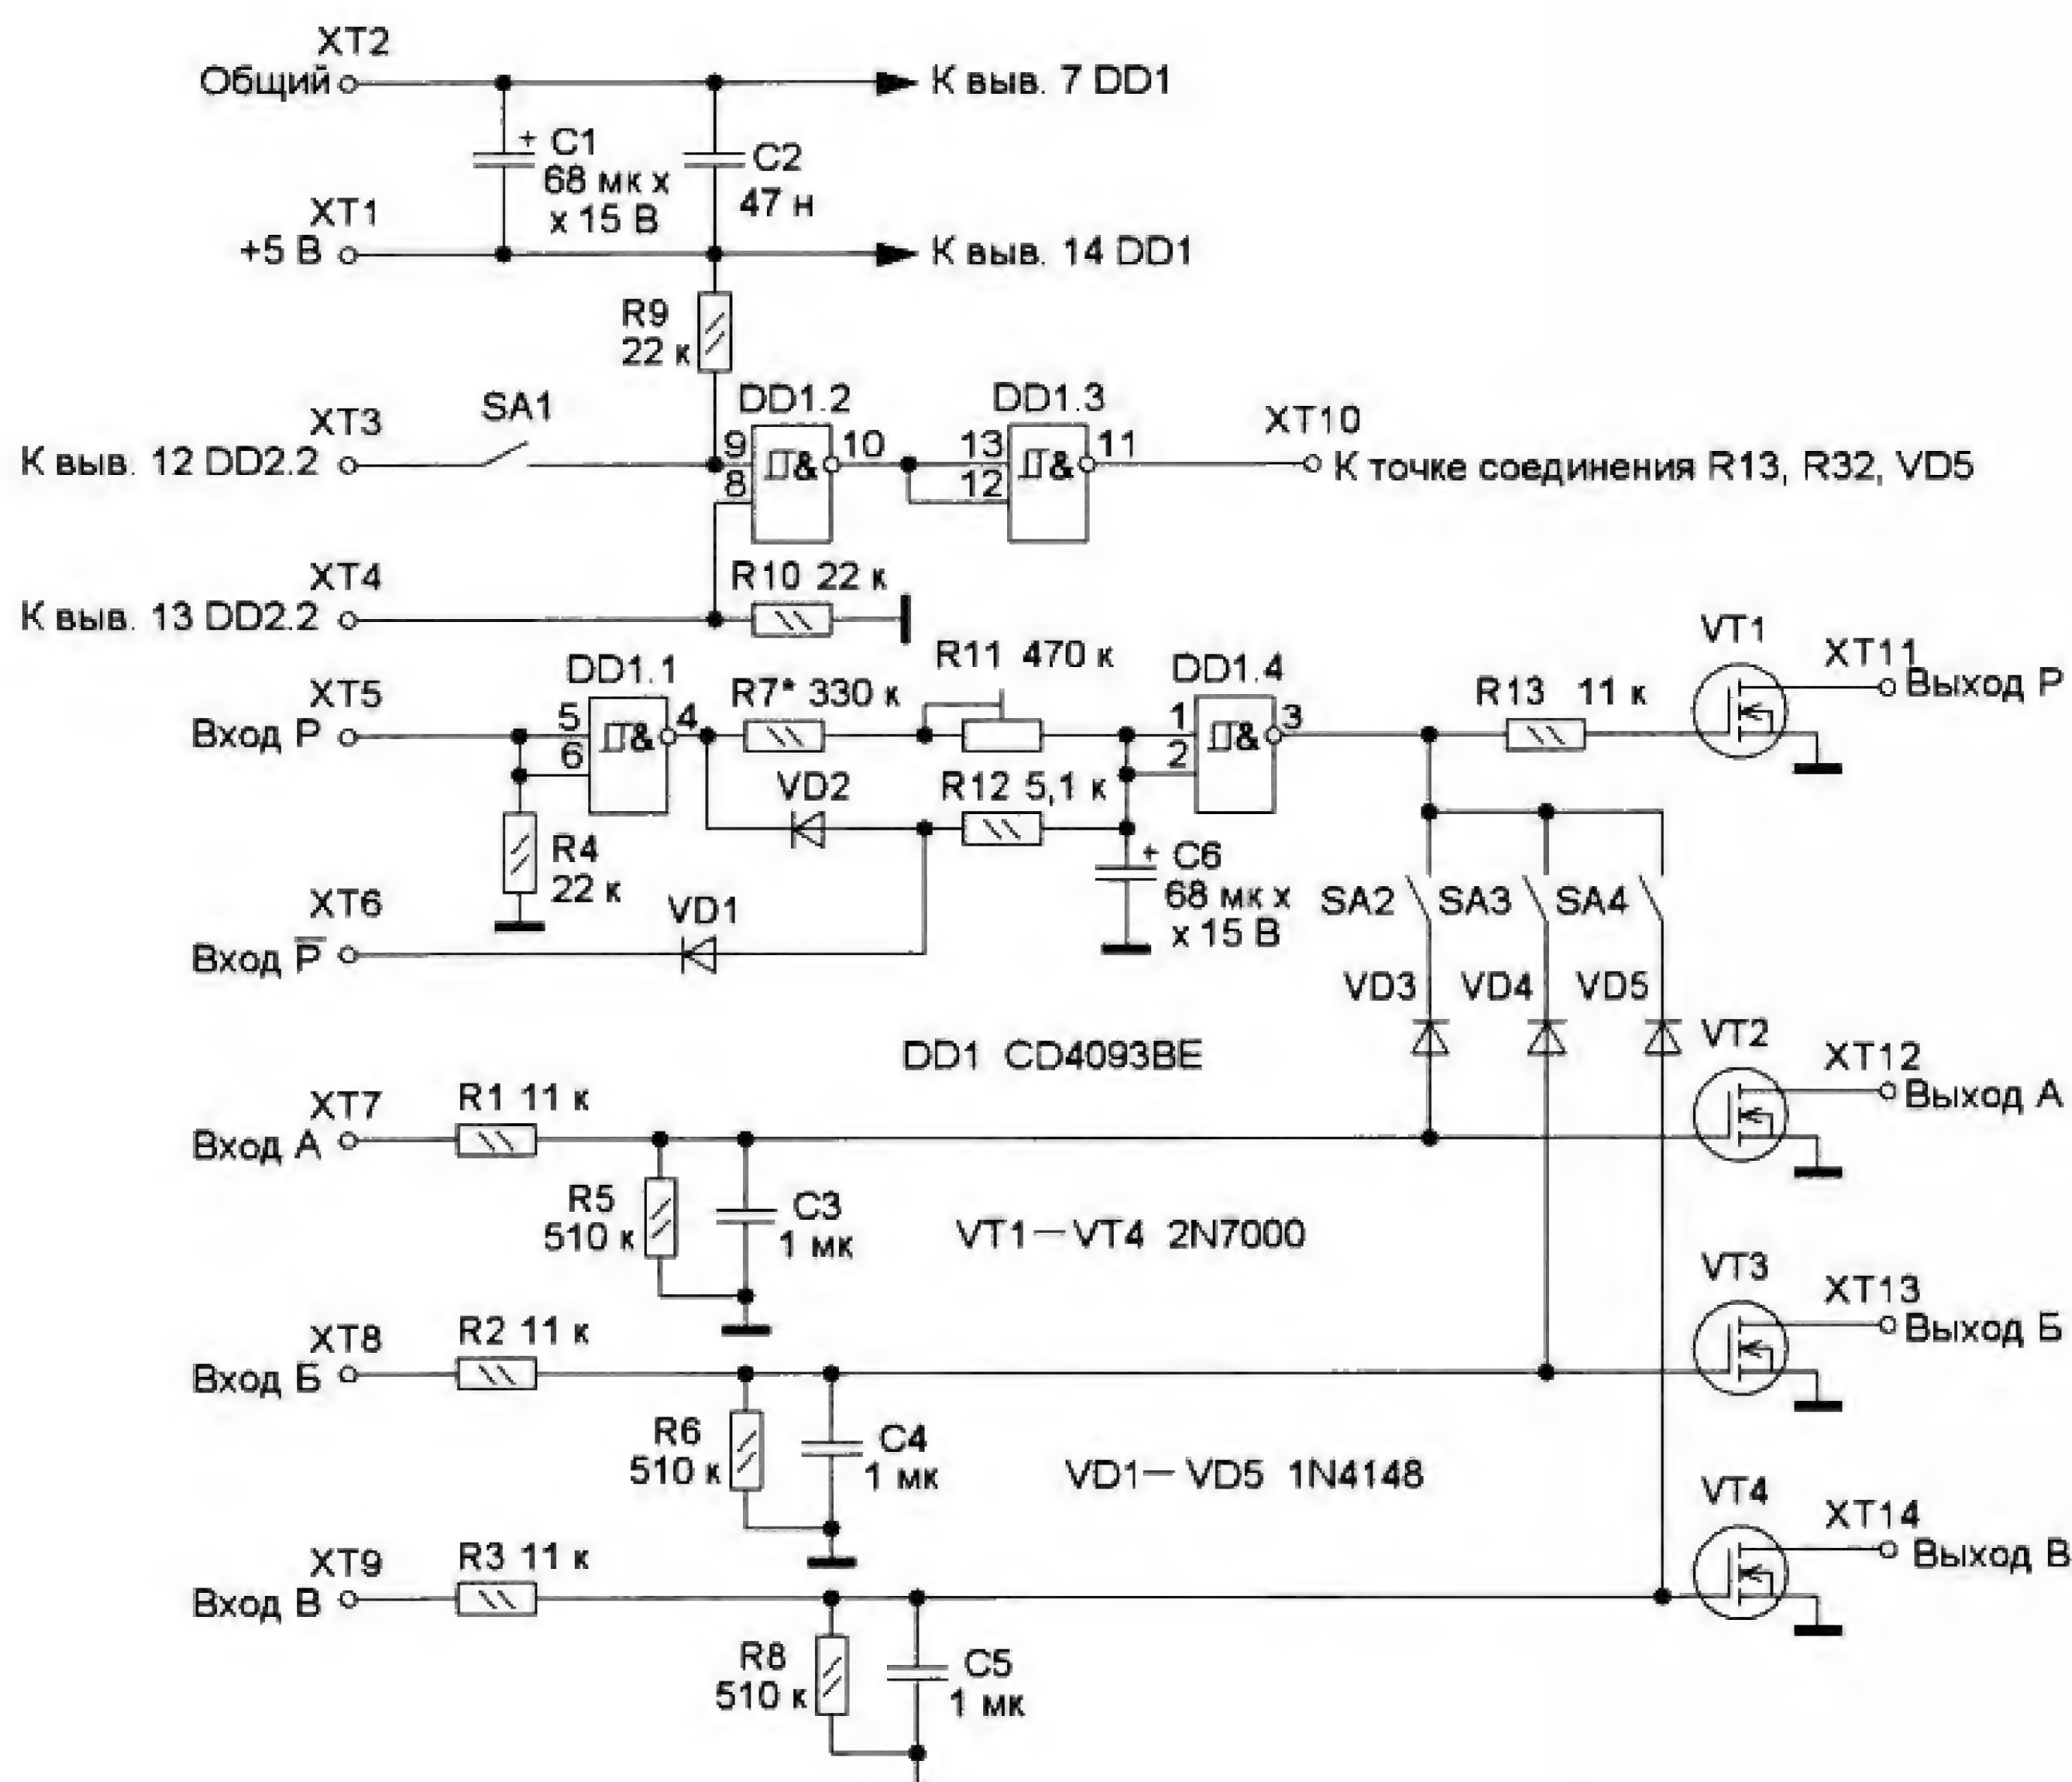 XT2
Общий
К выв. 7 DD1
+ C1
68 мк х
х 15 В
C2
47 н
XT1
+5 В
К выв. 14 DD1
R9
22 к
XT3
SA1
К выв. 12 DD2.2
DD1.2
9
8
&
10
DD1.3
13
12
&
11
XT10
К точке соединения R13, R32, VD5
XT4
К выв. 13 DD2.2
R10 22 к
XT5
Вход Р
DD1.1
5
6
&
4
R7* 330 к
R11 470 к
DD1.4
1
2
&
3
R13 11 к
VT1
XT11
Выход Р
VD2
R12 5,1 к
R4
22 к
+ C6
68 мк х
х 15 В
SA2
SA3
SA4
XT6
Вход P̅
VD1
VD3
VD4
VD5
DD1 CD4093BE
VT2
XT12
Выход А
XT7
Вход А
R1 11 к
R5
510 к
C3
1 мк
VT1—VT4 2N7000
VT3
XT13
Выход Б
XT8
Вход Б
R2 11 к
R6
510 к
C4
1 мк
VD1—VD5 1N4148
VT4
XT14
Выход В
XT9
Вход В
R3 11 к
R8
510 к
C5
1 мк